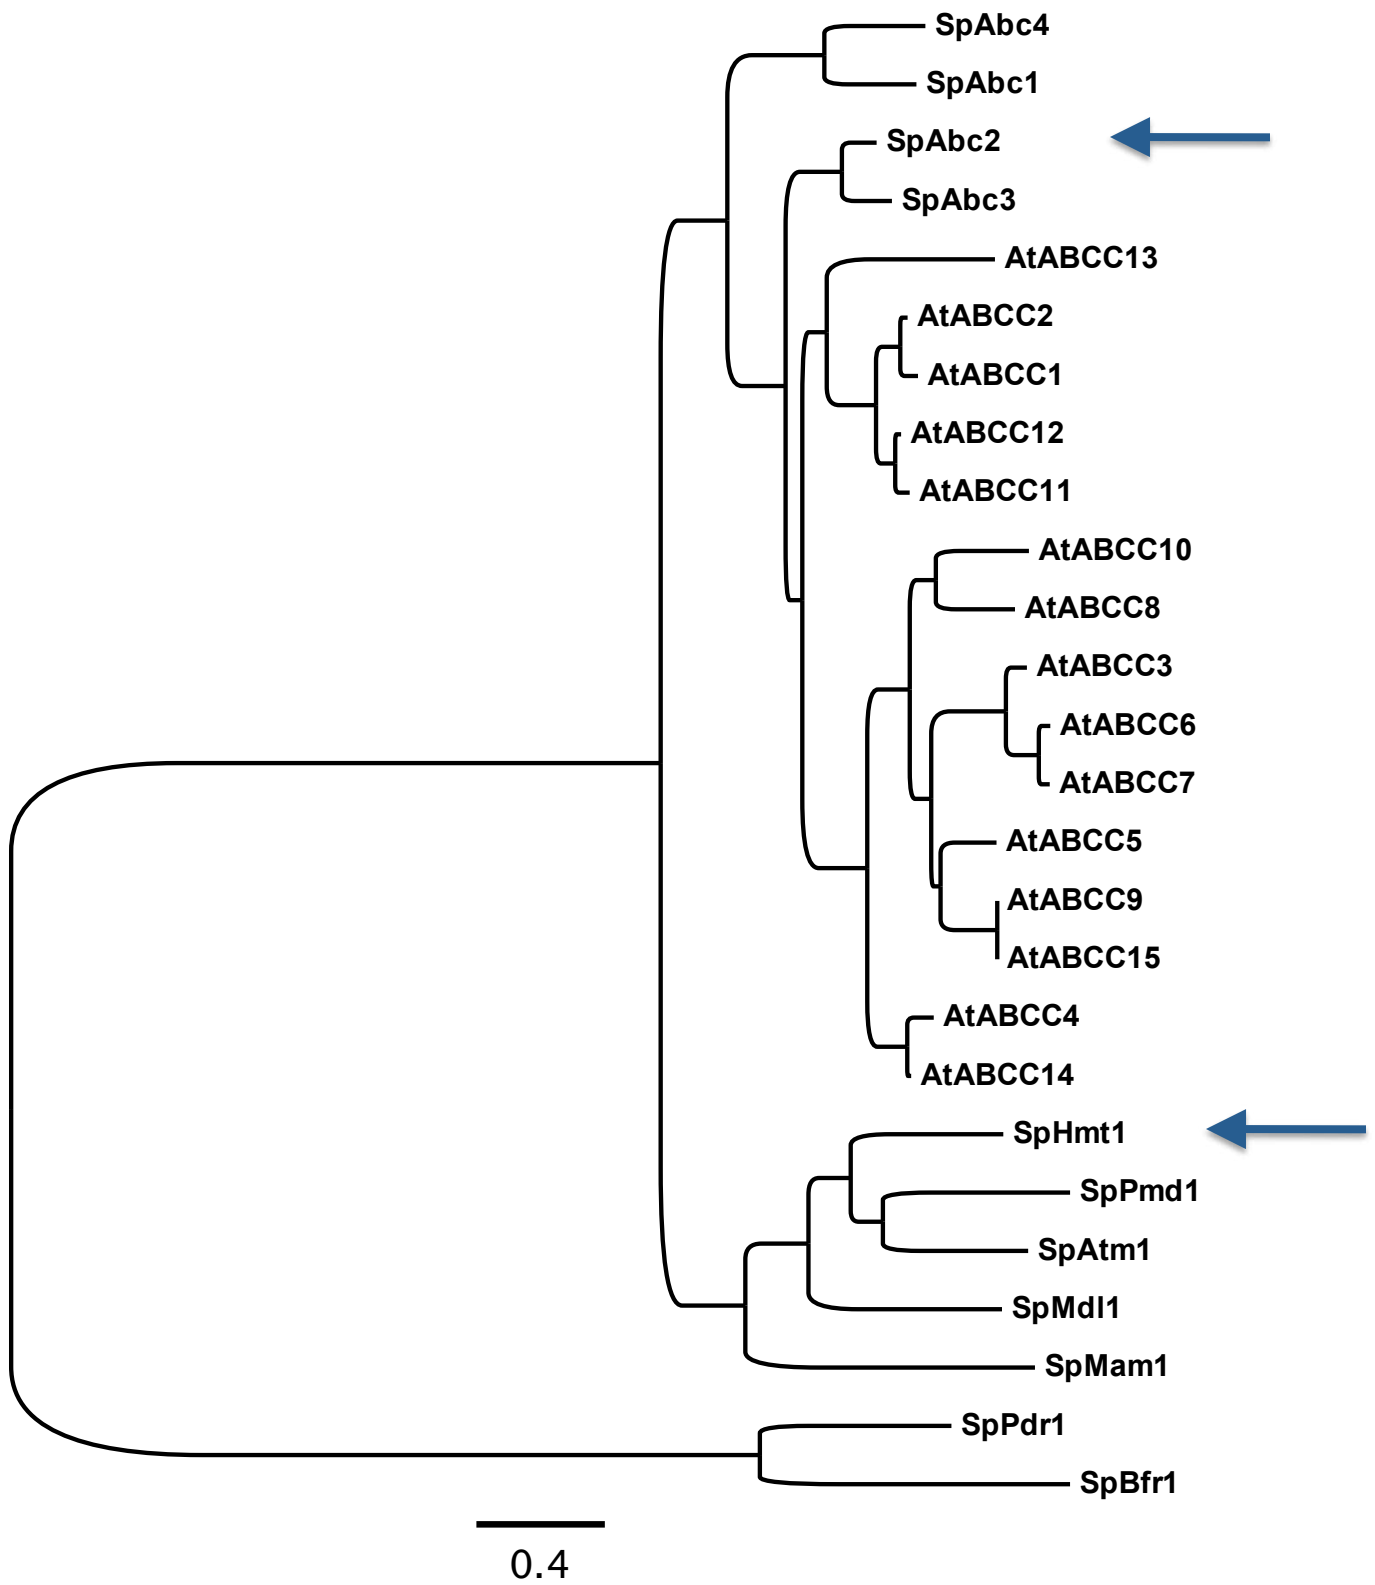 SpAbc4
SpAbc1
SpAbc2
SpAbc3
AtABCC13
AtABCC2
AtABCC1
AtABCC12
AtABCC11
AtABCC10
AtABCC8
AtABCC3
AtABCC6
AtABCC7
AtABCC5
AtABCC9
AtABCC15
AtABCC4
AtABCC14
SpHmt1
SpPmd1
SpAtm1
SpMdl1
SpMam1
SpPdr1
SpBfr1
0.4